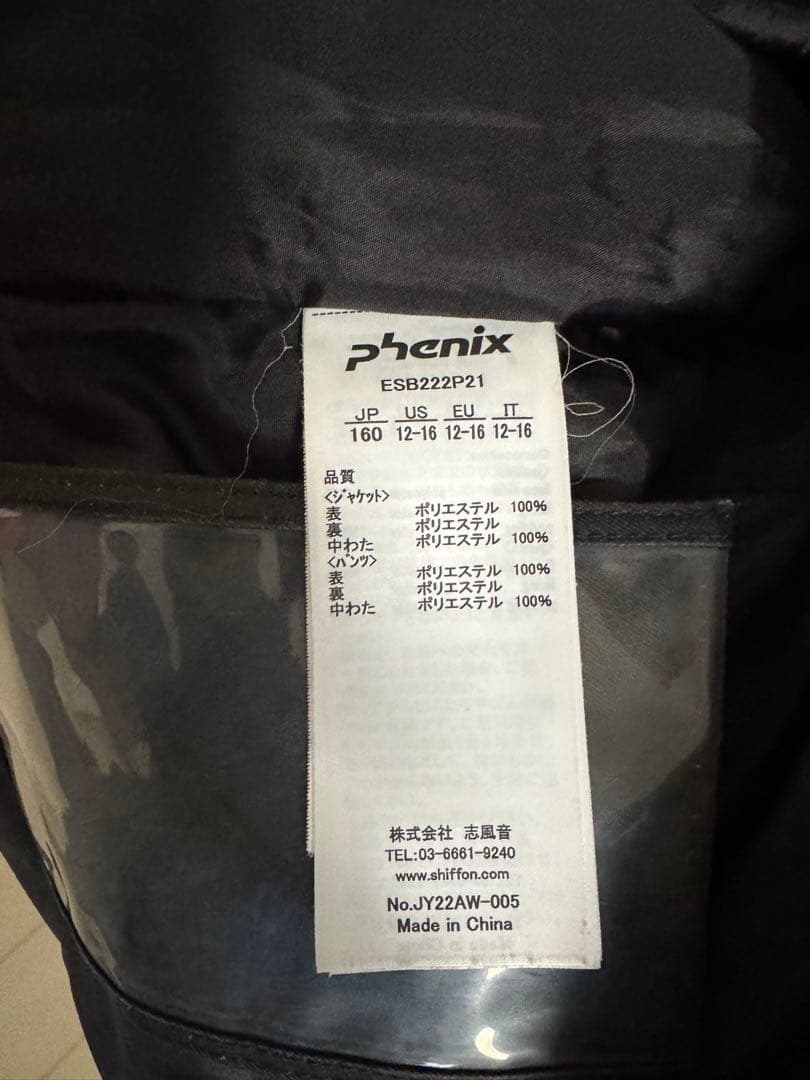 phenix
ESB222P21
JP US EU IT
160 12-16 12-16 12-16
品質
<ｼﾞｬｹｯﾄ>
表 ポリエステル 100%
裏 ポリエステル
中わた ポリエステル 100%
<ﾊﾟﾝﾂ>
表 ポリエステル 100%
裏 ポリエステル
中わた ポリエステル 100%
株式会社 志風音
TEL:03-6661-9240
www.shiffon.com
No.JY22AW-005
Made in China